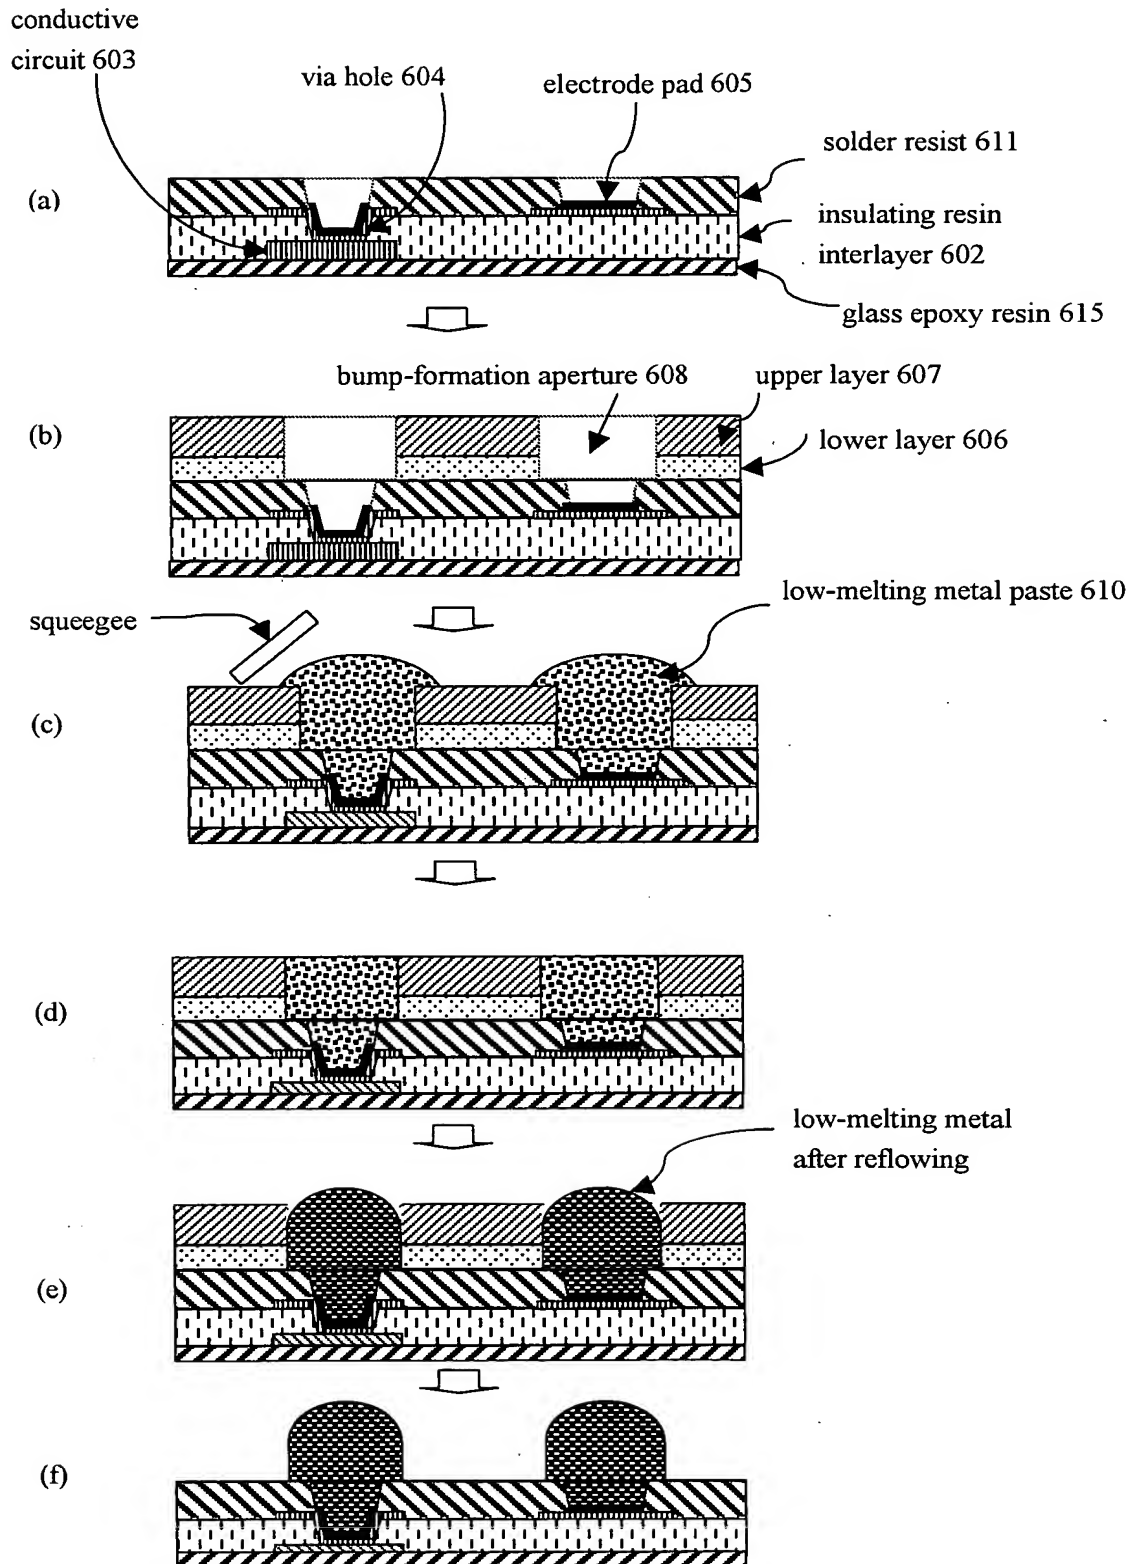 conductive
circuit 603
via hole 604
electrode pad 605
solder resist 611
(a)
insulating resin
interlayer 602
glass epoxy resin 615
bump-formation aperture 608
upper layer 607
(b)
lower layer 606
low-melting metal paste 610
squeegee
(c)
(d)
low-melting metal
after reflowing
(e)
(f)